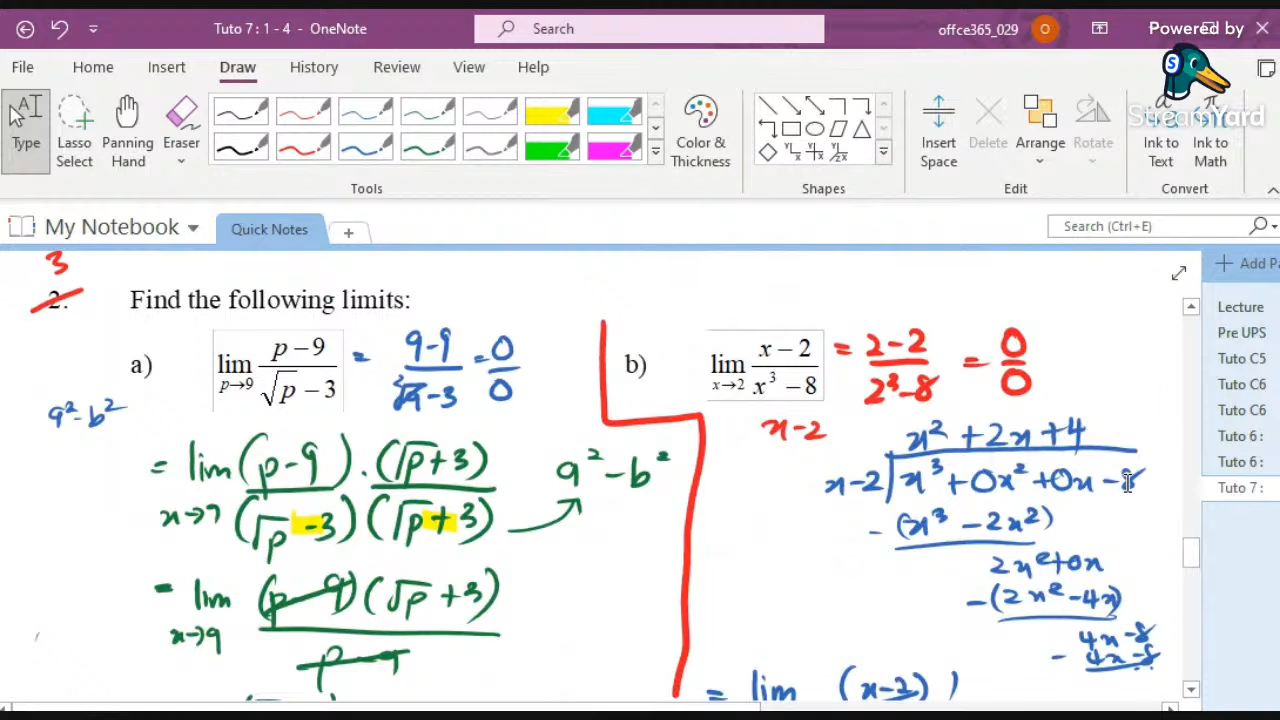 Tuto 7 : 1 - 4 - OneNote
Search
offce365_029
O
Powered by
StreamYard
File Home Insert Draw History Review View Help
Type
Lasso Select
Panning Hand
Eraser
Color & Thickness
Insert Space
Delete
Arrange
Rotate
Ink to Text
Ink to Math
Tools
Shapes
Edit
Convert
My Notebook
Quick Notes
+
Search (Ctrl+E)
Add Pa
Lecture
Pre UPS
Tuto C5
Tuto C6
Tuto C6
Tuto 6 :
Tuto 6 :
Tuto 7 :
3
2. Find the following limits:
a) lim p→9 (p − 9)/(√p − 3) = (9-9)/(√9 -3) = 0/0
a² - b²
= lim x→9 (p-9)/(√p -3) · (√p +3)/(√p +3)
a² - b²
= lim x→9 (p-9)(√p +3)/(p-9)
b) lim x→2 (x − 2)/(x³ − 8) = (2-2)/(2³-8) = 0/0
x-2
x² + 2x + 4
x-2 x³ + 0x² + 0x - 8
- (x³ - 2x²)
2x² + 0x
- (2x² - 4x)
4x - 8
- 4x - 8
= lim (x-2)